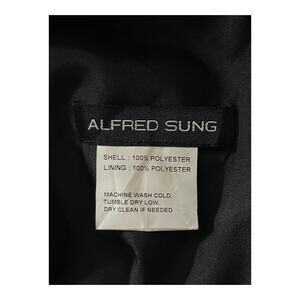 ALFRED SUNG
SHELL : 100% POLYESTER
LINING : 100% POLYESTER
MACHINE WASH COLD,
TUMBLE DRY LOW,
DRY CLEAN IF NEEDED